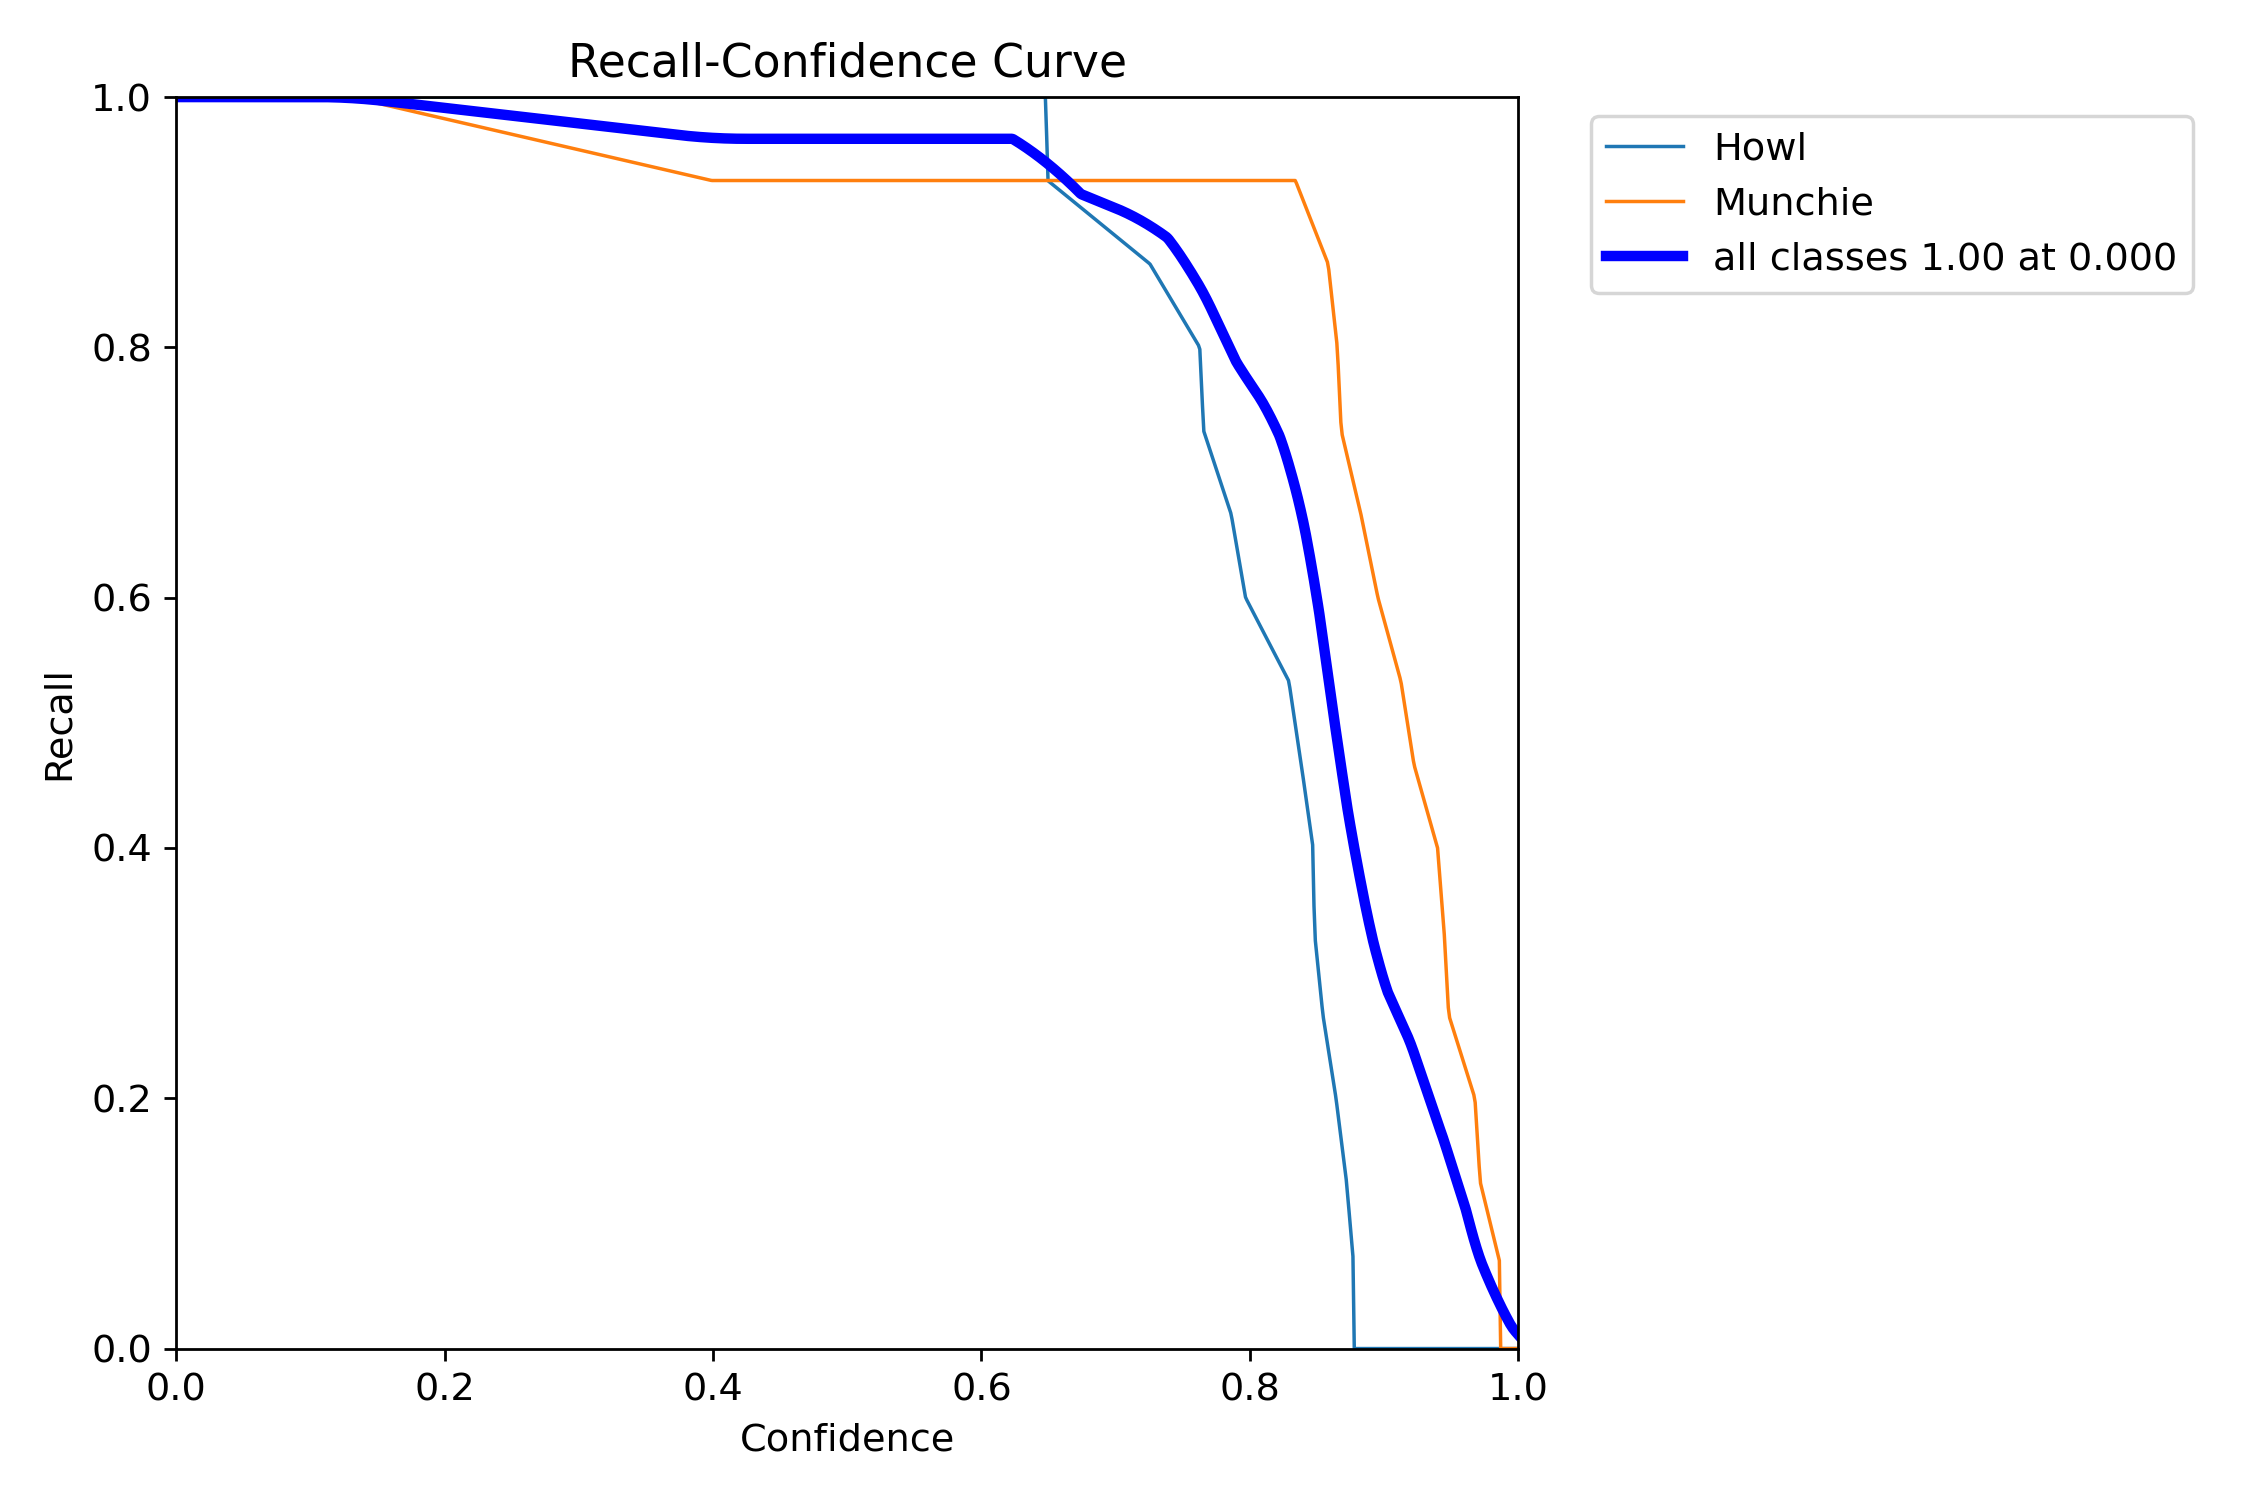 Recall-Confidence Curve
1.0
0.8
0.6
0.4
0.2
0.0
Recall
0.0 0.2 0.4 0.6 0.8 1.0
Confidence
Howl
Munchie
all classes 1.00 at 0.000